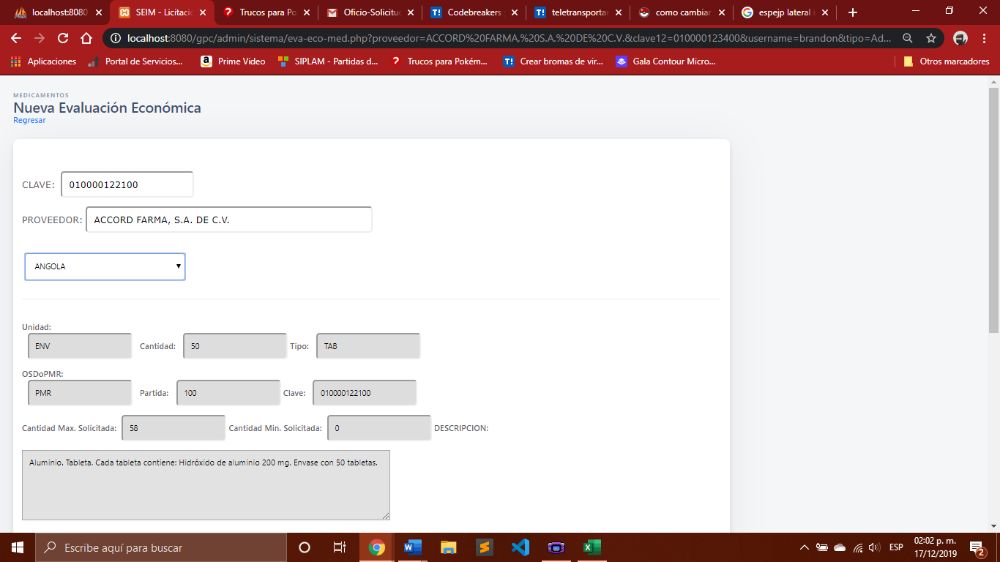 localhost:8080
SEIM - Licitacio
Trucos para Po
Oficio-Solicitud
Codebreakers y
teletransportar
como cambiar
espejp lateral i
localhost:8080/gpc/admin/sistema/eva-eco-med.php?proveedor=ACCORD%20FARMA,%20S.A.%20DE%20C.V.&clave12=010000123400&username=brandon&tipo=Ad...
Aplicaciones
Portal de Servicios...
Prime Video
SIPLAM - Partidas d...
Trucos para Pokém...
Crear bromas de vir...
Gala Contour Micro...
Otros marcadores
MEDICAMENTOS
Nueva Evaluación Económica
Regresar
CLAVE: 010000122100
PROVEEDOR: ACCORD FARMA, S.A. DE C.V.
ANGOLA
Unidad:
ENV Cantidad: 50 Tipo: TAB
OSDoPMR:
PMR Partida: 100 Clave: 010000122100
Cantidad Max. Solicitada: 58 Cantidad Min. Solicitada: 0 DESCRIPCION:
Aluminio. Tableta. Cada tableta contiene: Hidróxido de aluminio 200 mg. Envase con 50 tabletas.
Escribe aquí para buscar
ESP
02:02 p. m.
17/12/2019
2